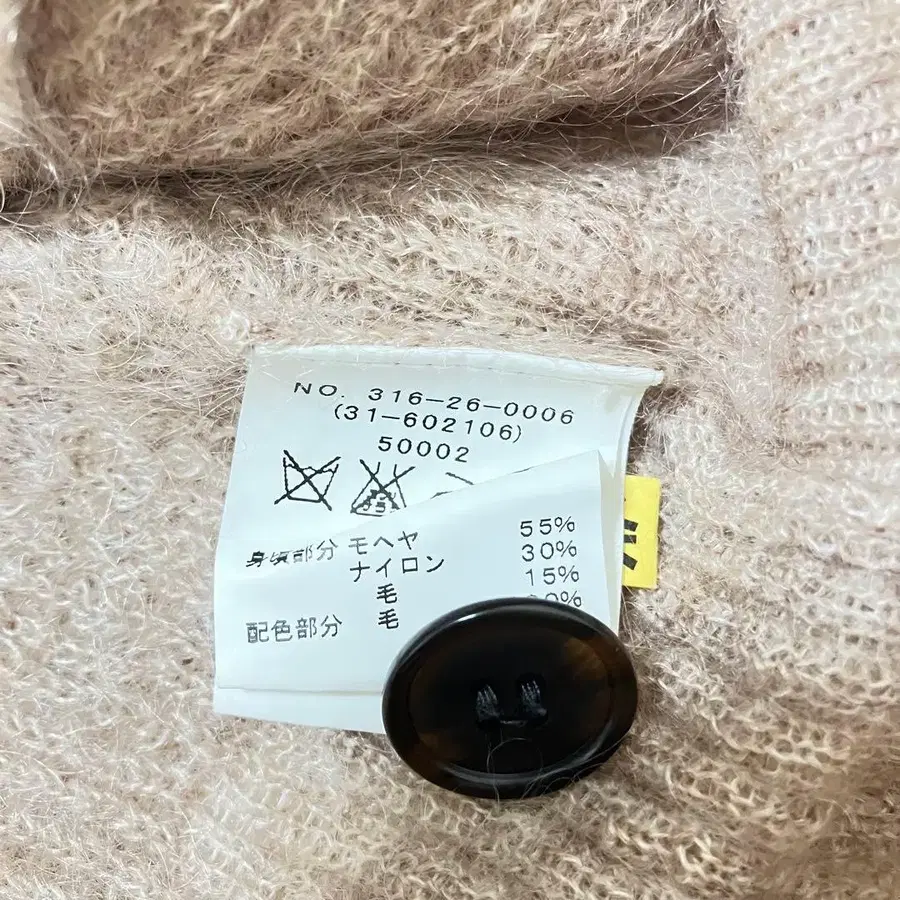 NO. 316-26-0006
(31-602106)
50002
身頃部分 モヘヤ 55%
ナイロン 30%
毛 15%
配色部分 毛